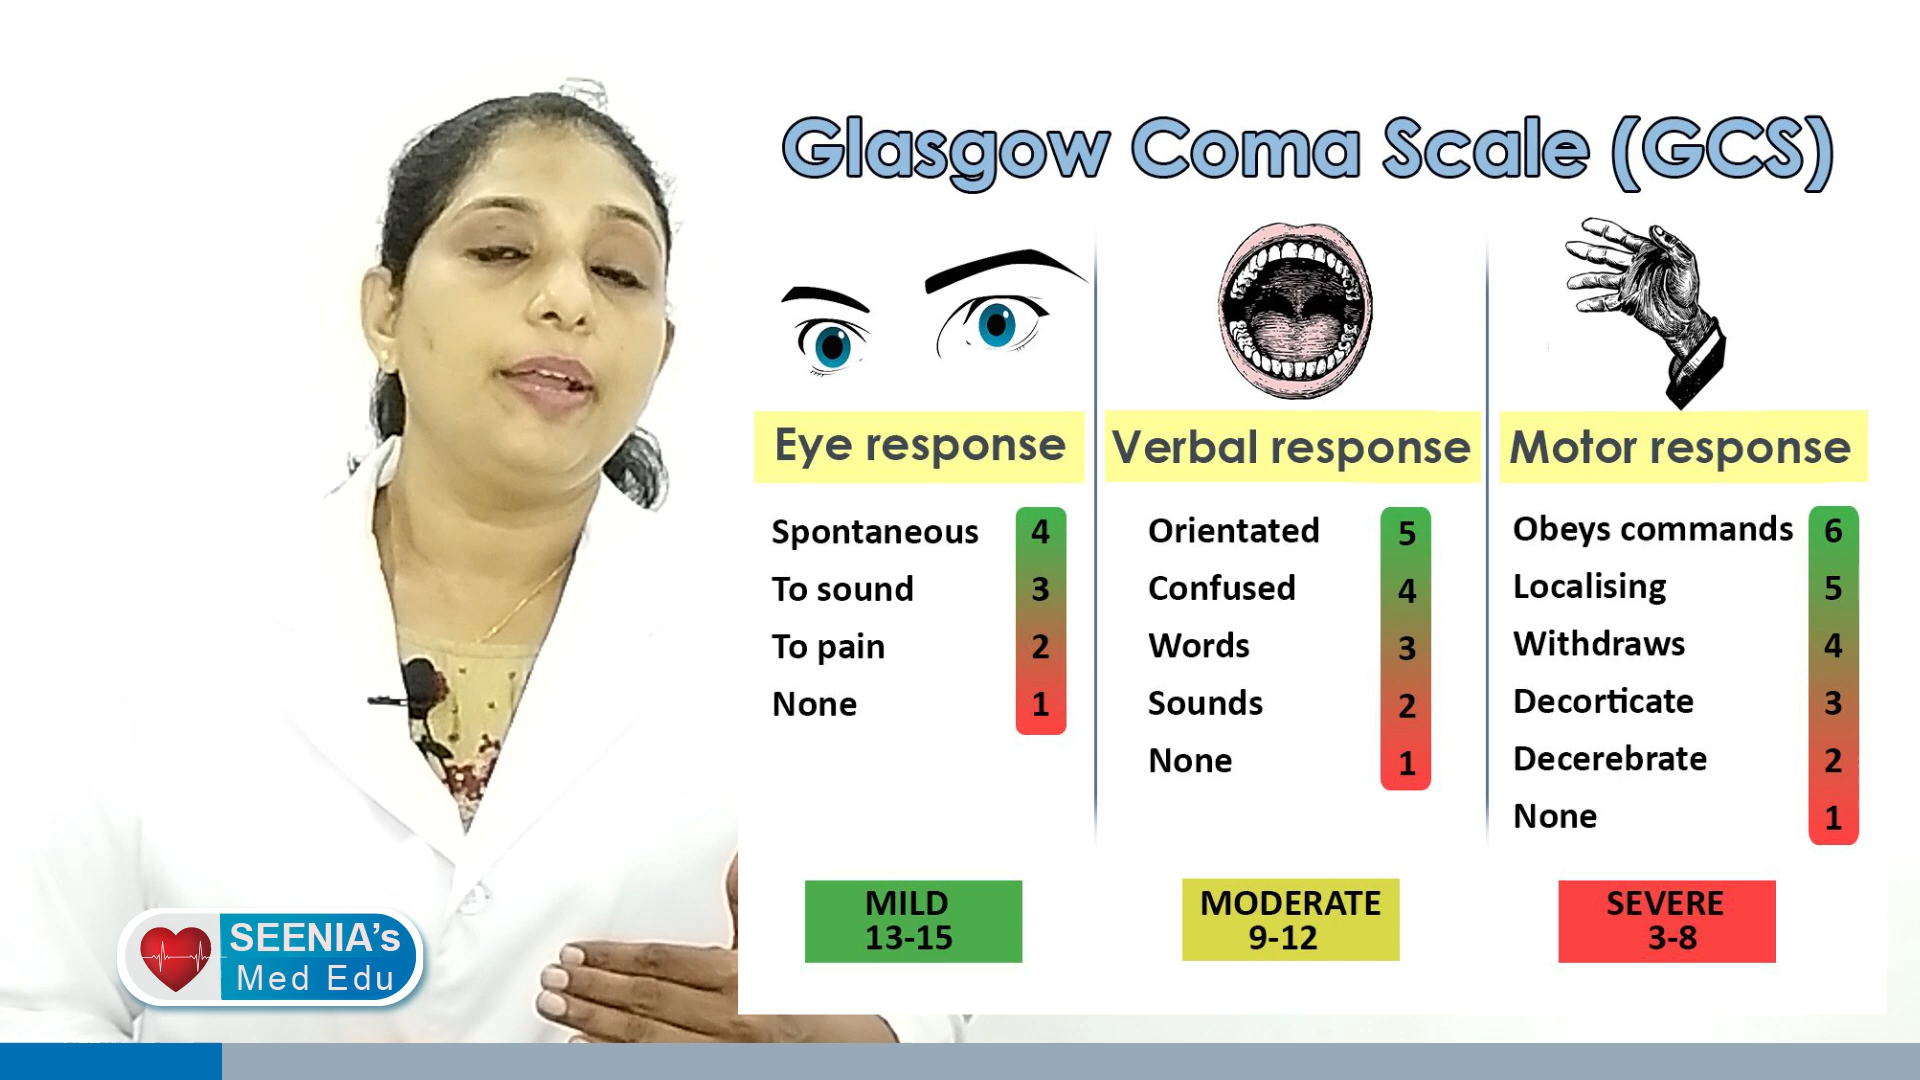 Glasgow Coma Scale (GCS)
Eye response
Spontaneous 4
To sound 3
To pain 2
None 1
Verbal response
Orientated 5
Confused 4
Words 3
Sounds 2
None 1
Motor response
Obeys commands 6
Localising 5
Withdraws 4
Decorticate 3
Decerebrate 2
None 1
MILD
13-15
MODERATE
9-12
SEVERE
3-8
SEENIA's
Med Edu